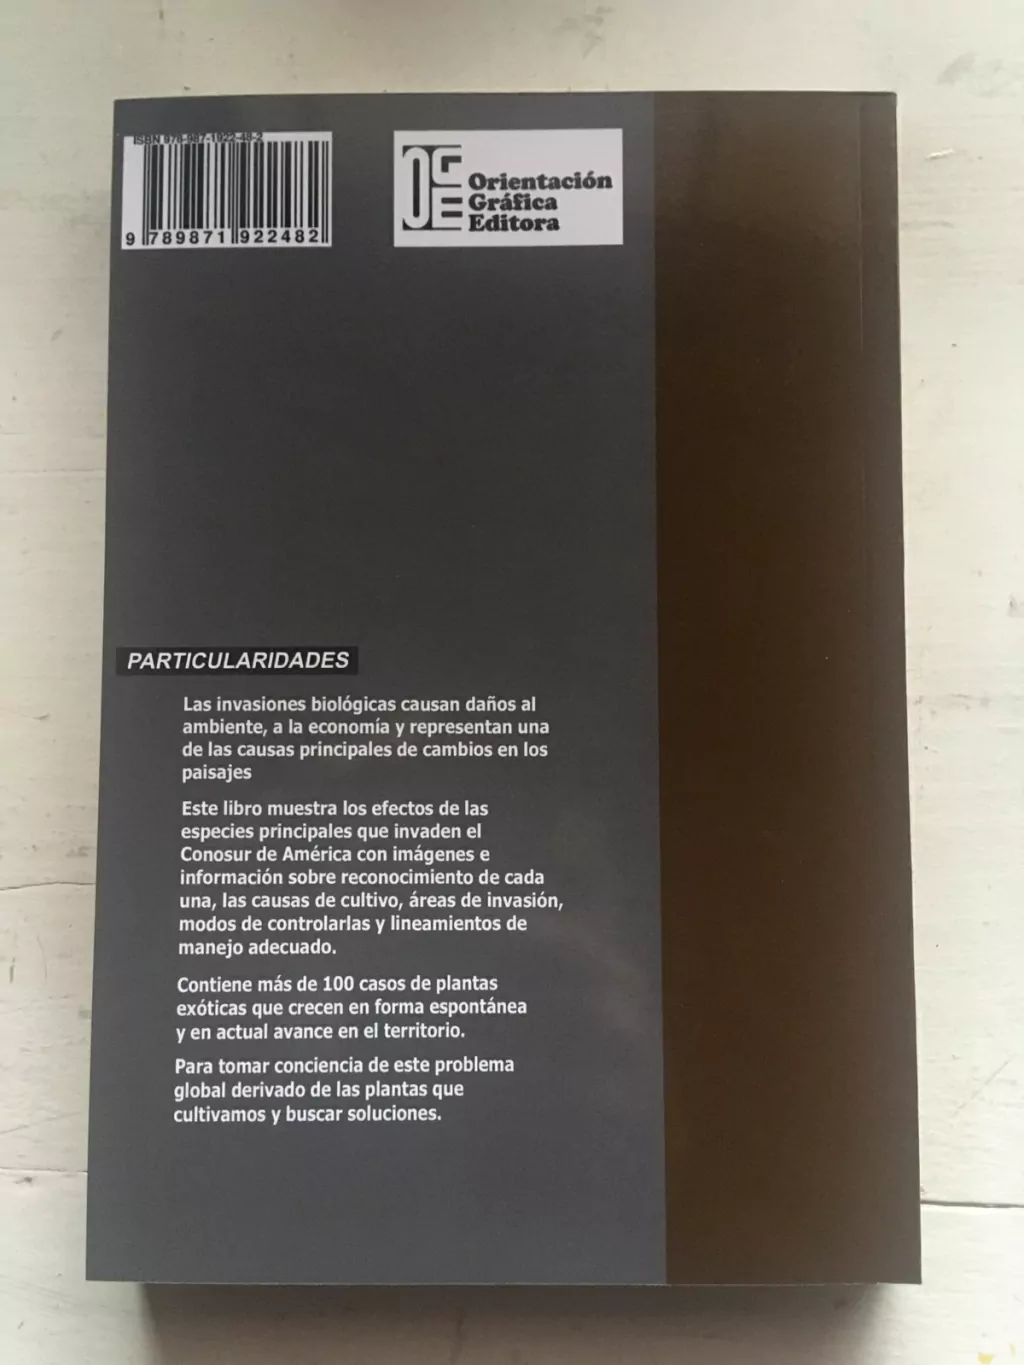 ISBN 978-987-1922-48-2
9 789871 922482
OGE
Orientación
Gráfica
Editora
PARTICULARIDADES
Las invasiones biológicas causan daños al
ambiente, a la economía y representan una
de las causas principales de cambios en los
paisajes
Este libro muestra los efectos de las
especies principales que invaden el
Conosur de América con imágenes e
información sobre reconocimiento de cada
una, las causas de cultivo, áreas de invasión,
modos de controlarlas y lineamientos de
manejo adecuado.
Contiene más de 100 casos de plantas
exóticas que crecen en forma espontánea
y en actual avance en el territorio.
Para tomar conciencia de este problema
global derivado de las plantas que
cultivamos y buscar soluciones.